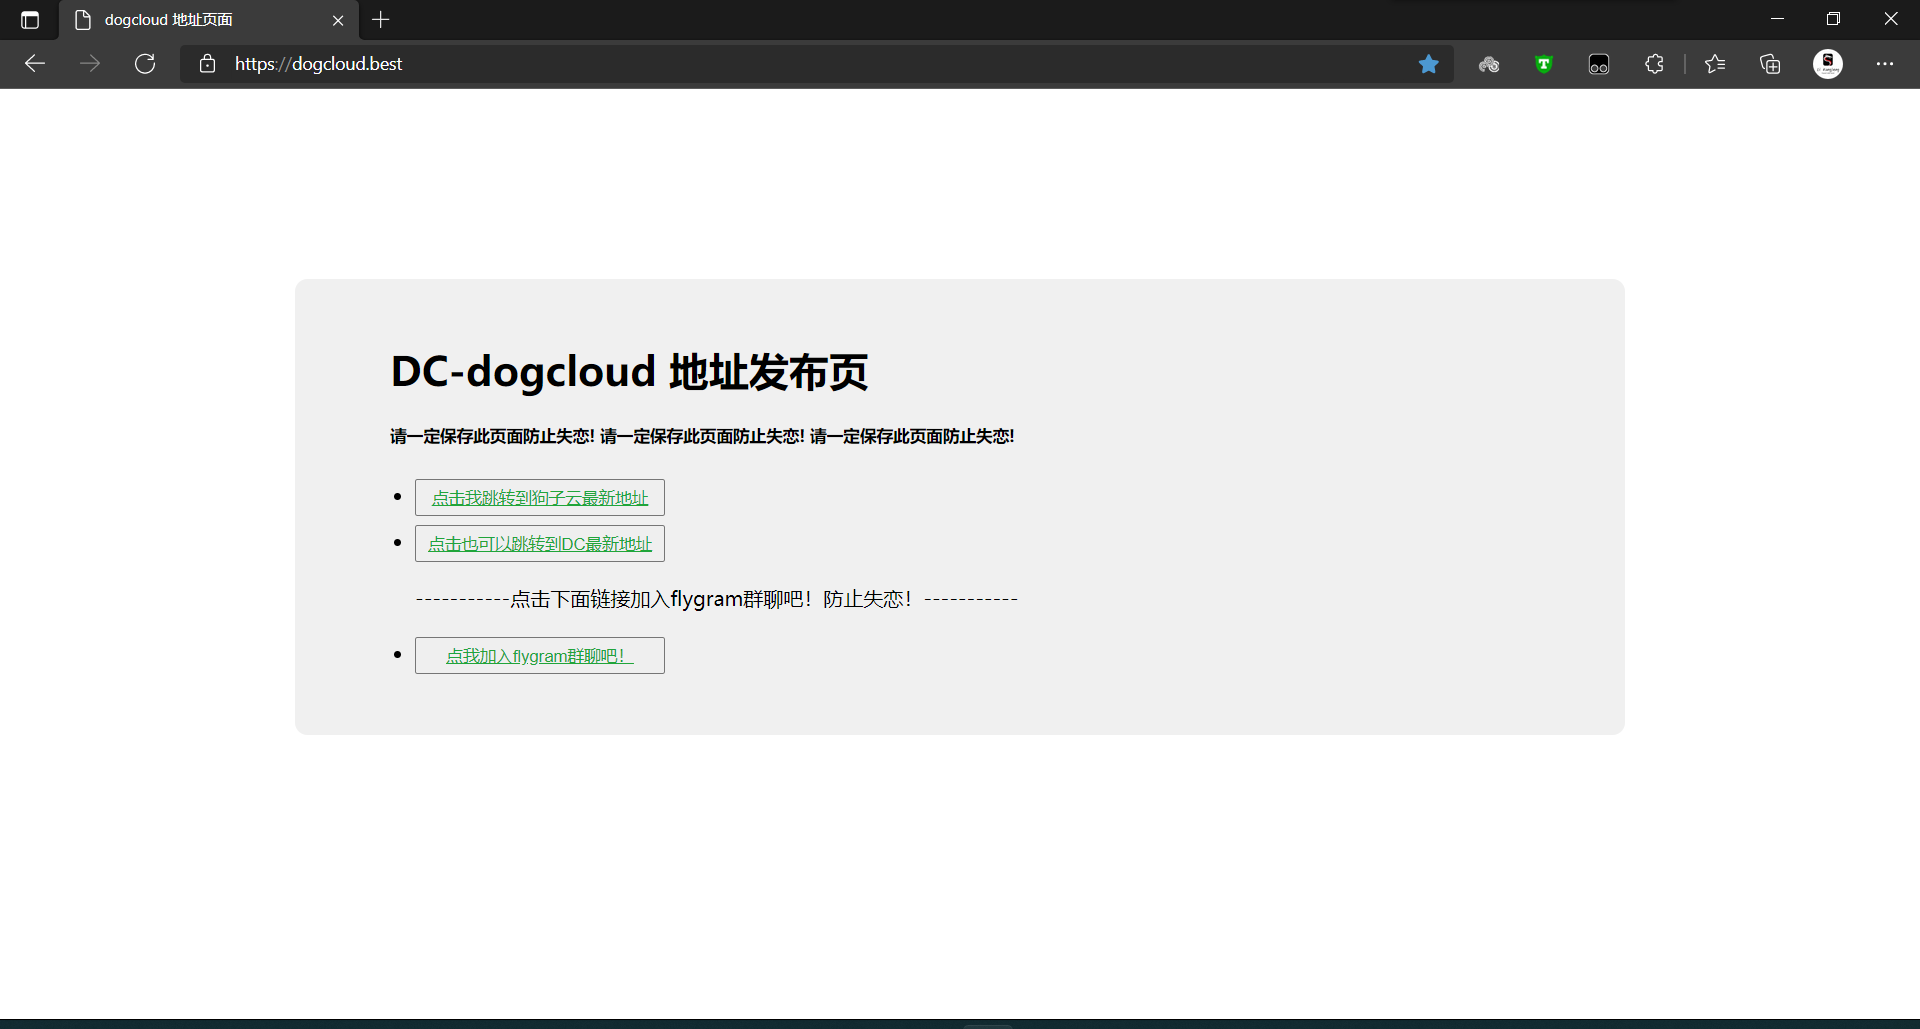 dogcloud 地址页面
https://dogcloud.best
DC-dogcloud 地址发布页
请一定保存此页面防止失恋! 请一定保存此页面防止失恋! 请一定保存此页面防止失恋!
点击我跳转到狗子云最新地址
点击也可以跳转到DC最新地址
-----------点击下面链接加入flygram群聊吧！防止失恋！-----------
点我加入flygram群聊吧！